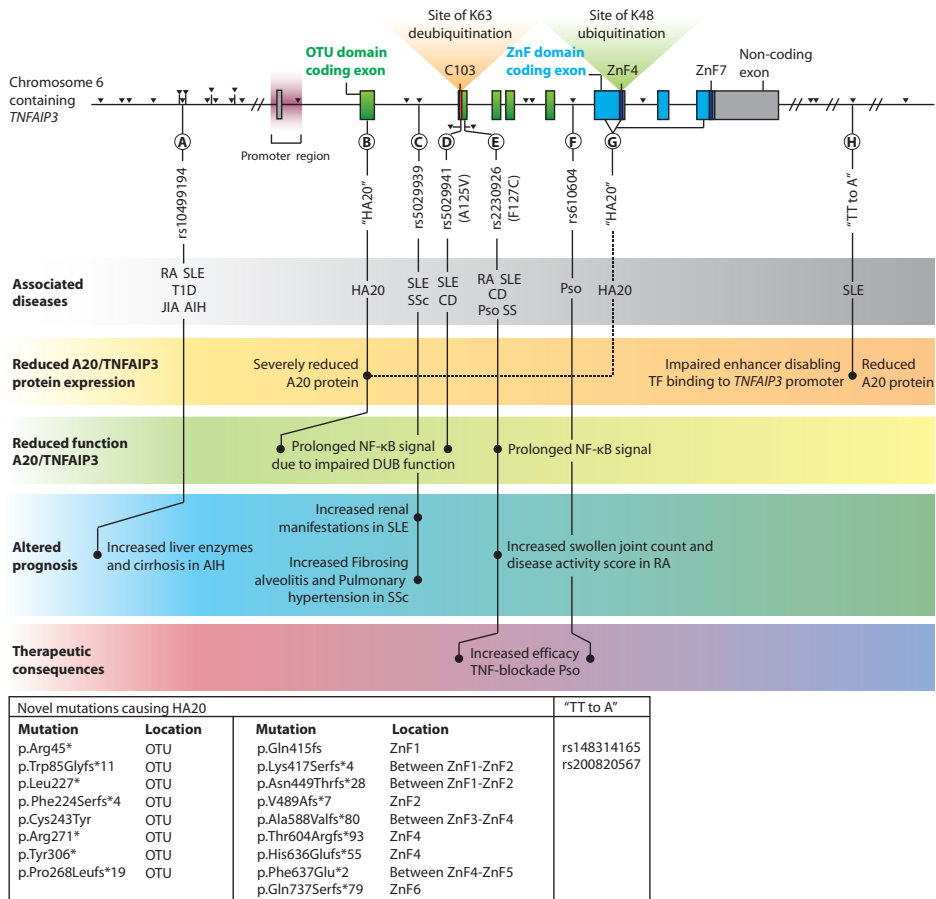 Site of K63
deubiquitination
Site of K48
ubiquitination
OTU domain
coding exon
ZnF domain
coding exon
Non-coding
exon
C103
ZnF4
ZnF7
Chromosome 6
containing
TNFAIP3
Promoter region
A
B
C
D
E
F
G
H
rs10499194
"HA20"
rs5029939
rs5029941
(A125V)
rs2230926
(F127C)
rs610604
"HA20"
"TT to A"
Associated
diseases
RA SLE
T1D
JIA AIH
HA20
SLE
SSc
SLE
CD
RA SLE
CD
Pso SS
Pso
HA20
SLE
Reduced A20/TNFAIP3
protein expression
Severely reduced
A20 protein
Impaired enhancer disabling
TF binding to TNFAIP3 promoter
Reduced
A20 protein
Reduced function
A20/TNFAIP3
Prolonged NF-κB signal
due to impaired DUB function
Prolonged NF-κB signal
Altered
prognosis
Increased liver enzymes
and cirrhosis in AIH
Increased renal
manifestations in SLE
Increased Fibrosing
alveolitis and Pulmonary
hypertension in SSc
Increased swollen joint count and
disease activity score in RA
Therapeutic
consequences
Increased efficacy
TNF-blockade Pso
Novel mutations causing HA20 "TT to A"
Mutation Location Mutation Location
p.Arg45* OTU p.Gln415fs ZnF1 rs148314165
p.Trp85Glyfs*11 OTU p.Lys417Serfs*4 Between ZnF1-ZnF2 rs200820567
p.Leu227* OTU p.Asn449Thrfs*28 Between ZnF1-ZnF2
p.Phe224Serfs*4 OTU p.V489Afs*7 ZnF2
p.Cys243Tyr OTU p.Ala588Valfs*80 Between ZnF3-ZnF4
p.Arg271* OTU p.Thr604Argfs*93 ZnF4
p.Tyr306* OTU p.His636Glufs*55 ZnF4
p.Pro268Leufs*19 OTU p.Phe637Glu*2 Between ZnF4-ZnF5
p.Gln737Serfs*79 ZnF6